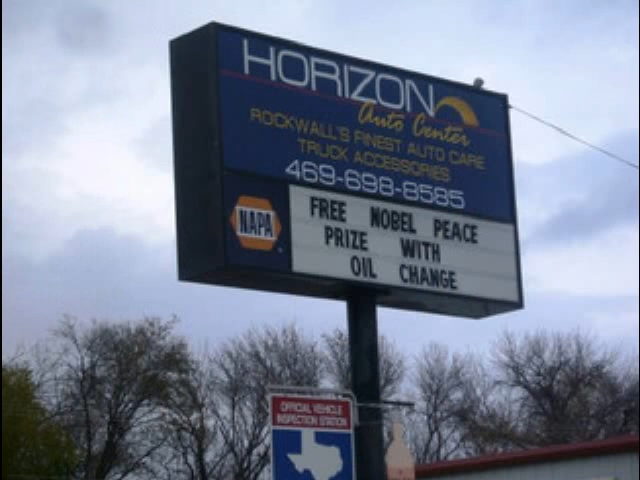 HORIZON
Auto Center
ROCKWALL'S FINEST AUTO CARE
TRUCK ACCESSORIES
469-698-8585
NAPA
FREE NOBEL PEACE
PRIZE WITH
OIL CHANGE
OFFICIAL VEHICLE
INSPECTION STATION